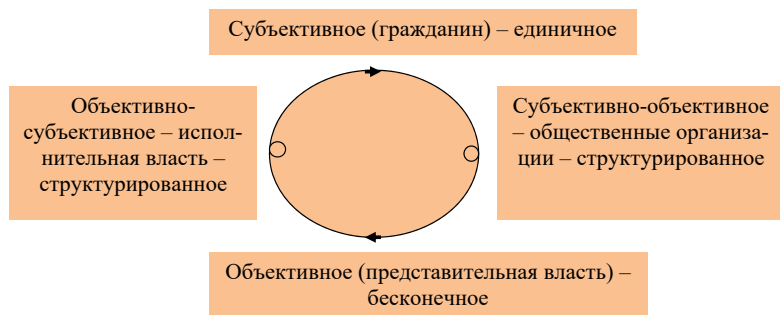 Субъективное (гражданин) – единичное
Объективно-
субъективное – испол-
нительная власть –
структурированное
Субъективно-объективное
– общественные организа-
ции – структурированное
Объективное (представительная власть) –
бесконечное